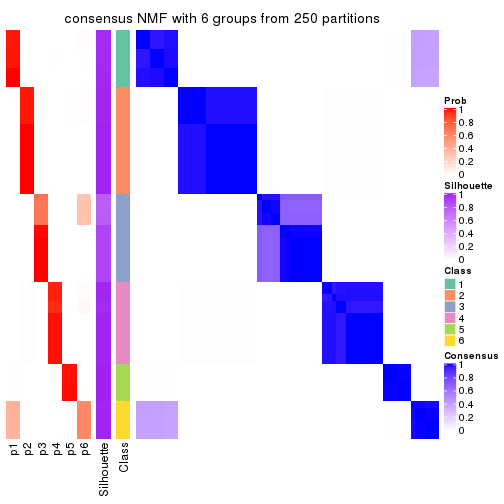 consensus NMF with 6 groups from 250 partitions
Prob
1
0.8
0.6
0.4
0.2
0
Silhouette
1
0.8
0.6
0.4
0.2
0
Class
1
2
3
4
5
6
Consensus
1
0.8
0.6
0.4
0.2
0
p1
p2
p3
p4
p5
p6
Silhouette
Class